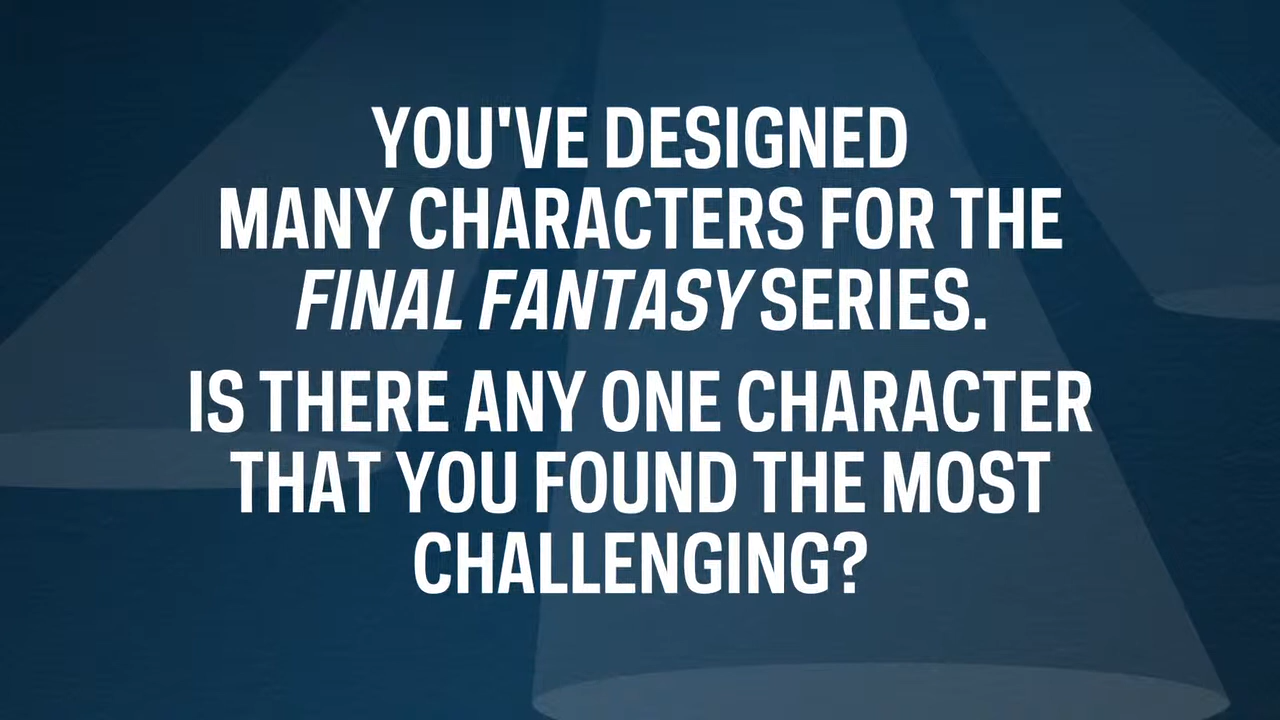 YOU'VE DESIGNED
MANY CHARACTERS FOR THE
FINAL FANTASY SERIES.
IS THERE ANY ONE CHARACTER
THAT YOU FOUND THE MOST
CHALLENGING?